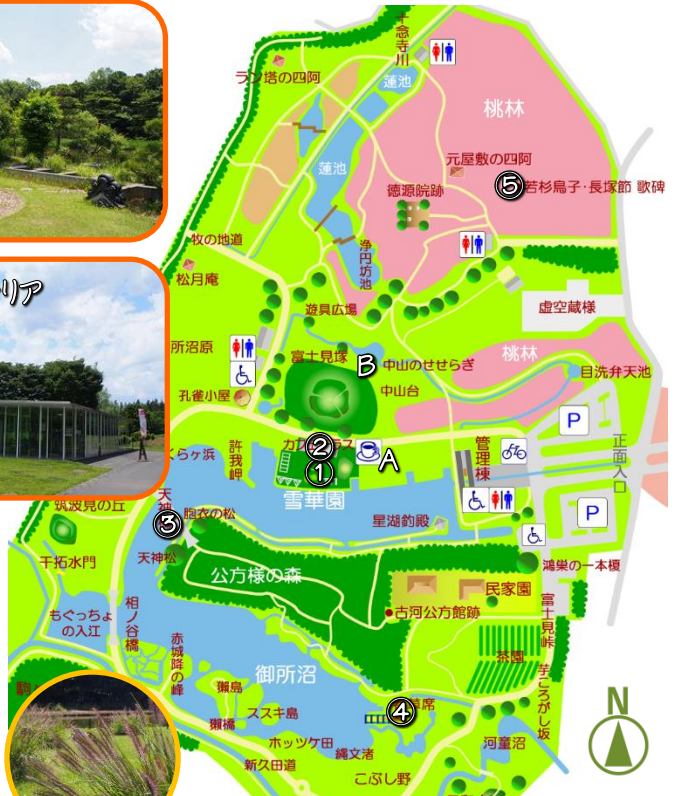 十念寺川
ラン塔の四阿
蓮池
桃林
蓮池
元屋敷の四阿
⑤
若杉鳥子・長塚節 歌碑
徳源院跡
牧の地道
浄円坊池
松月庵
リア
遊具広場
虚空蔵様
所沼原
富士見塚
B
中山のせせらぎ
桃林
目洗弁天池
孔雀小屋
中山台
P
②
A
管理棟
正面入口
くらヶ浜
許我岬
①
雪華園
筑波見の丘
天神
③
胞衣の松
星湖釣殿
P
天神松
干拓水門
公方様の森
鴻巣の一本榎
民家園
もぐっちょ
の入江
相ノ谷橋
古河公方館跡
富士見峠
茶園
赤城降の峰
御所沼
芋ころがし坂
駒
獺島
④
席
N
獺橋
ススキ島
ホッツケ田
縄文渚
河童沼
新久田道
こぶし野